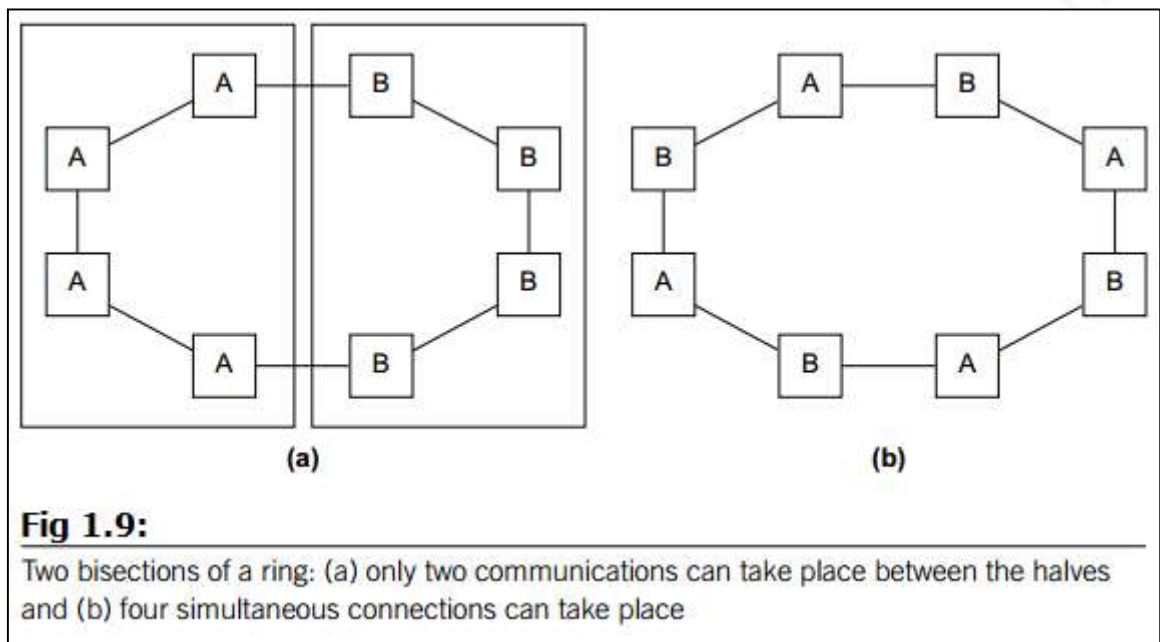 A B A B
A B B A
A B A B
A B B A
(a) (b)
Fig 1.9:
Two bisections of a ring: (a) only two communications can take place between the halves
and (b) four simultaneous connections can take place